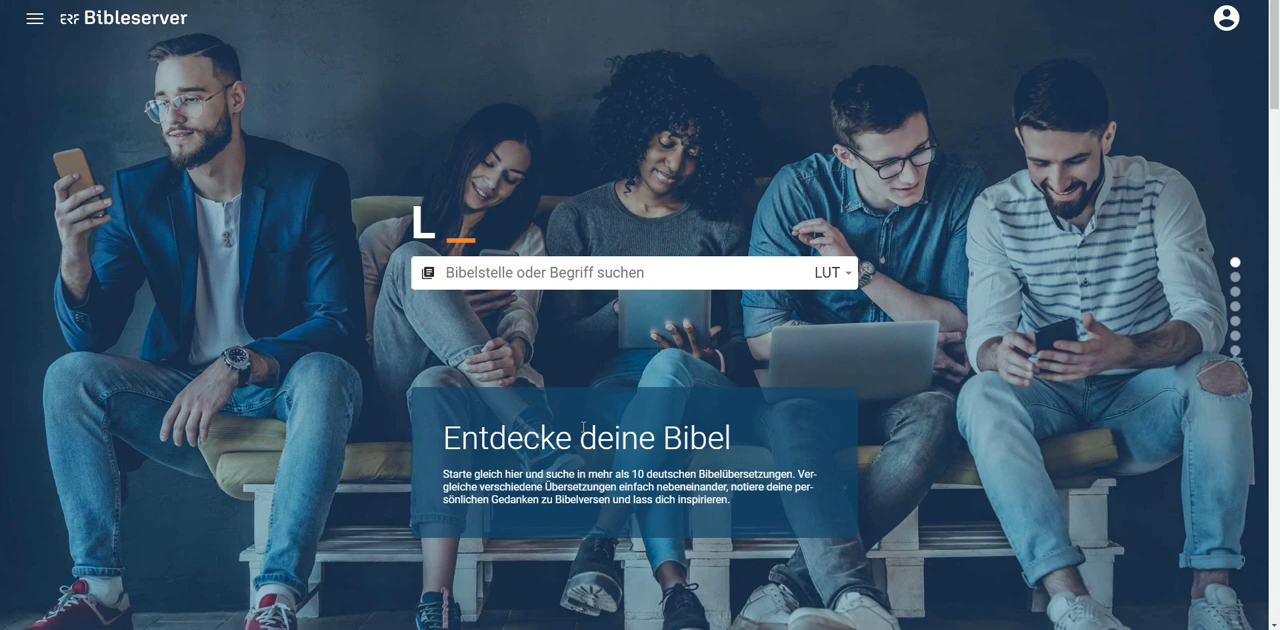 ERF Bibleserver
L _
Bibelstelle oder Begriff suchen
LUT
Entdecke deine Bibel
Starte gleich hier und suche in mehr als 10 deutschen Bibelübersetzungen. Ver-
gleiche verschiedene Übersetzungen einfach nebeneinander, notiere deine per-
sönlichen Gedanken zu Bibelversen und lass dich inspirieren.